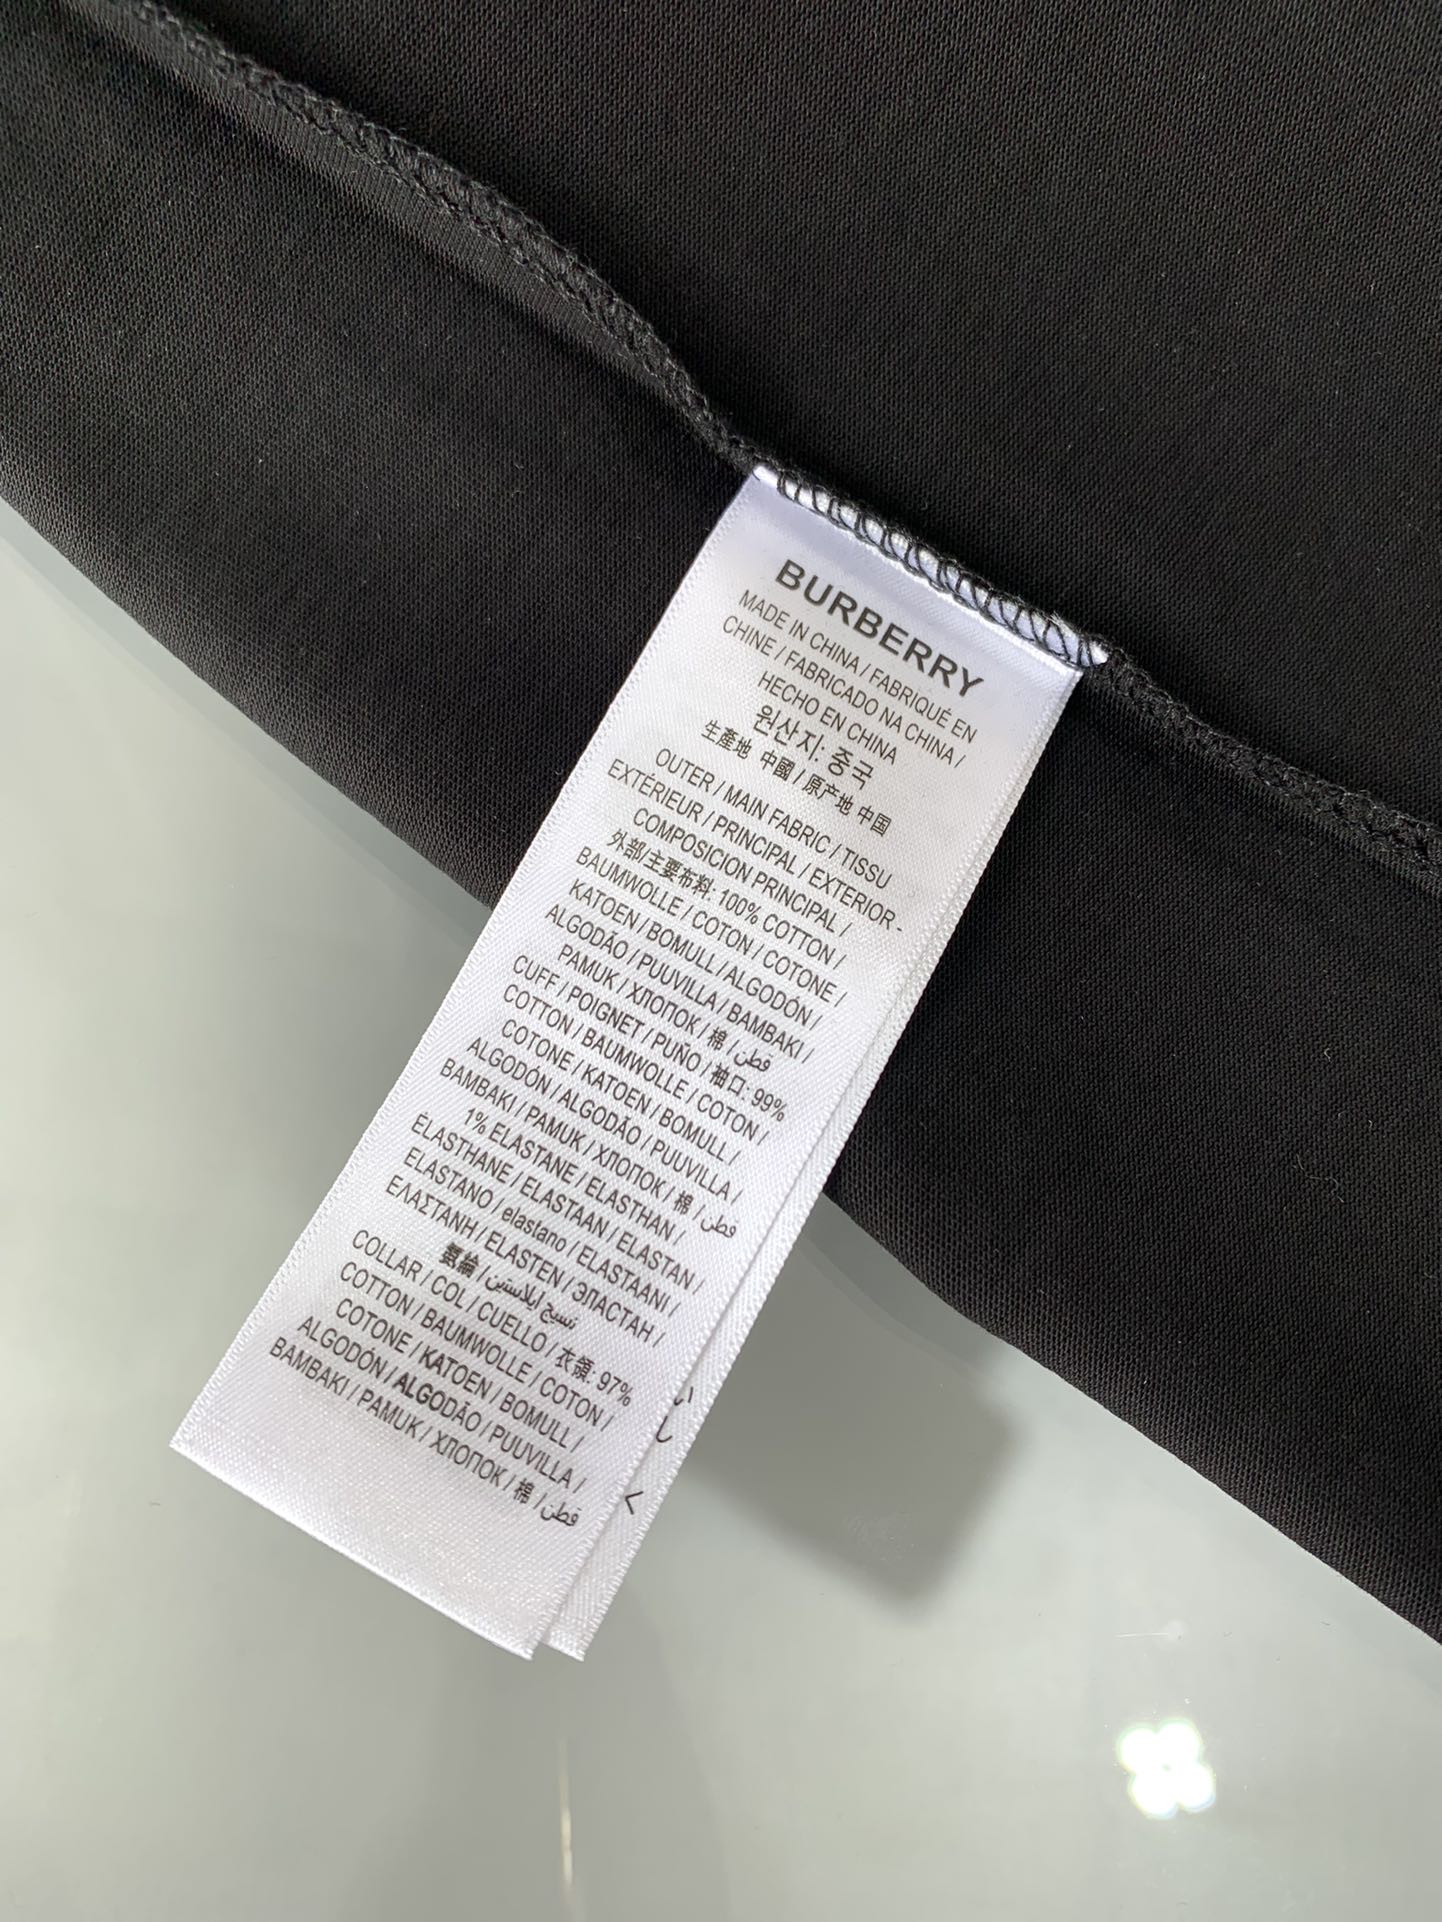 BURBERRY
MADE IN CHINA / FABRIQUÉ EN
CHINE / FABRICADO NA CHINA /
HECHO EN CHINA
원산지: 중국
生產地 中國 / 原产地 中国
OUTER / MAIN FABRIC / TISSU
EXTÉRIEUR / PRINCIPAL / EXTERIOR -
COMPOSICION PRINCIPAL /
外部/主要布料: 100% COTTON /
BAUMWOLLE / COTON / COTONE /
KATOEN / BOMULL / ALGODÓN /
ALGODÃO / PUUVILLA / BAMBAKI /
PAMUK / ХЛОПОК / 棉 / قطن
CUFF / POIGNET / PUÑO / 袖口: 99%
COTTON / BAUMWOLLE / COTON /
COTONE / KATOEN / BOMULL /
ALGODÓN / ALGODÃO / PUUVILLA /
BAMBAKI / PAMUK / ХЛОПОК / 棉 / قطن
1% ELASTANE / ELASTHAN /
ÉLASTHANE / ELASTAAN / ELASTAN /
ELASTANO / elastano / ELASTAANI /
ΕΛΑΣΤΑΝΗ / ELASTEN / ЭЛАСТАН /
氨綸 / نسيج ايلاستين
COLLAR / COL / CUELLO / 衣領: 97%
COTTON / BAUMWOLLE / COTON /
COTONE / KATOEN / BOMULL /
ALGODÓN / ALGODÃO / PUUVILLA /
BAMBAKI / PAMUK / ХЛОПОК / 棉 / قطن